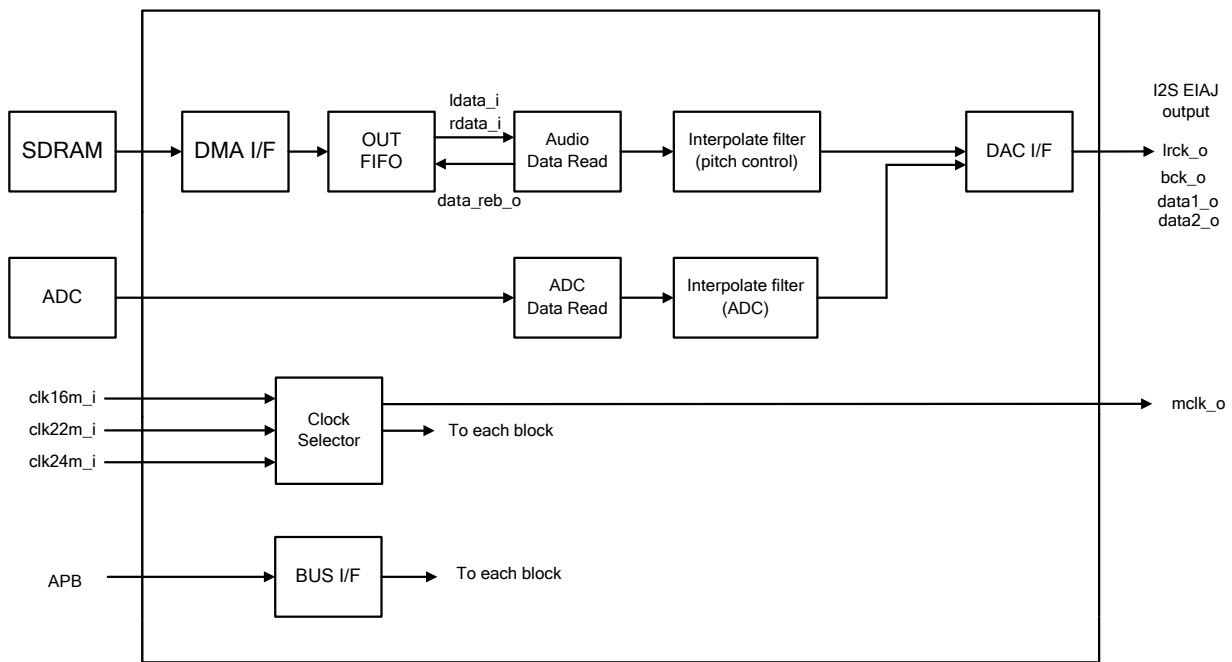 I2S EIAJ
output
ldata_i
rdata_i
SDRAM
DMA I/F
OUT
FIFO
Audio
Data Read
Interpolate filter
(pitch control)
DAC I/F
lrck_o
bck_o
data1_o
data2_o
data_reb_o
ADC
ADC
Data Read
Interpolate filter
(ADC)
clk16m_i
clk22m_i
clk24m_i
Clock
Selector
To each block
mclk_o
APB
BUS I/F
To each block